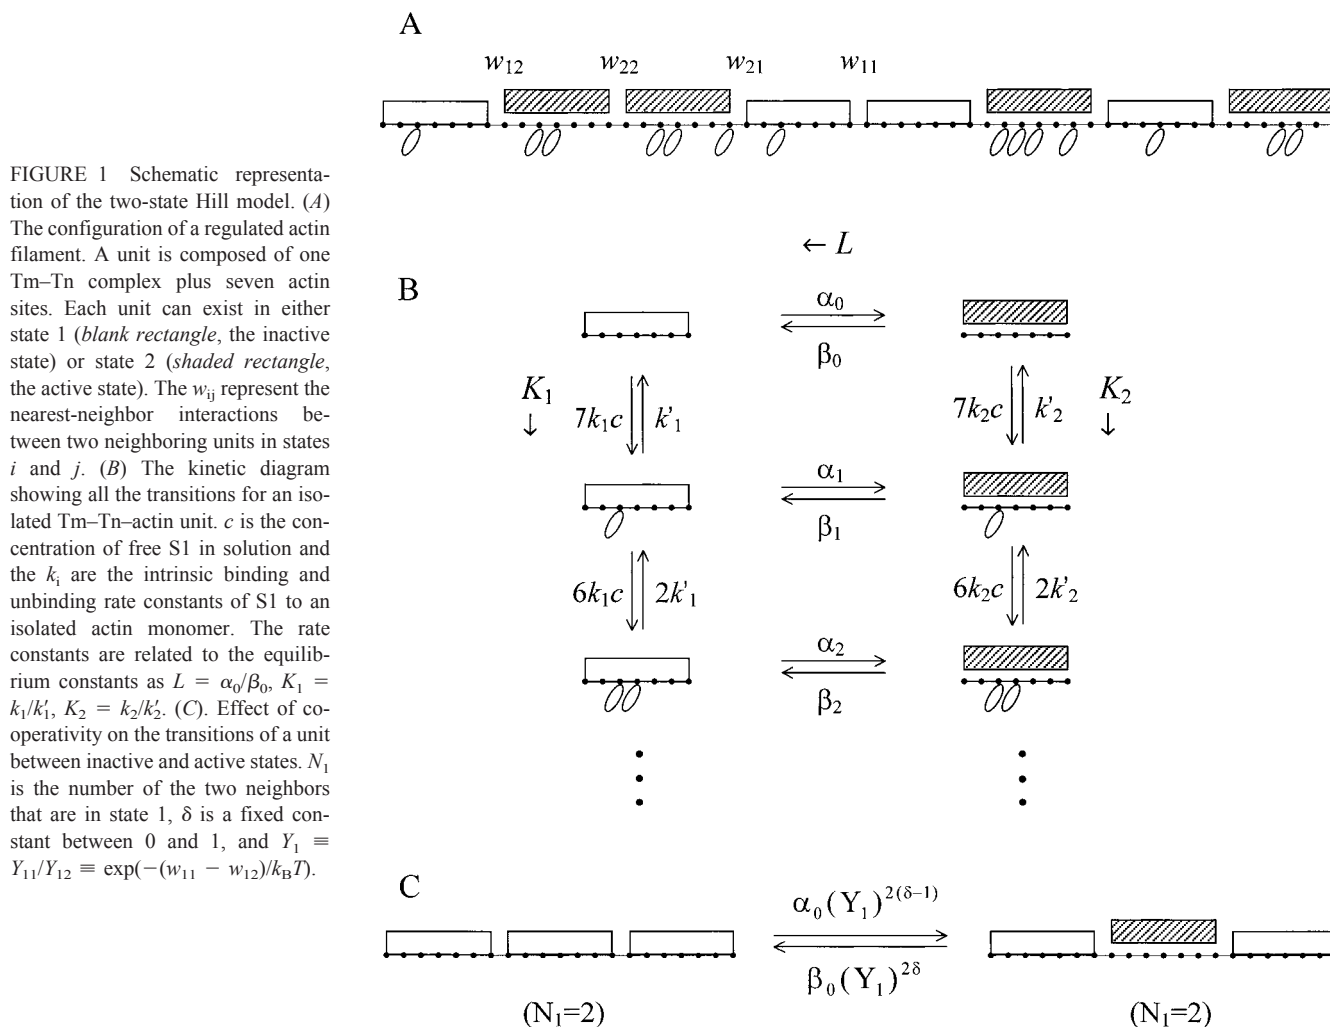 A
w₁₂ w₂₂ w₂₁ w₁₁
FIGURE 1 Schematic representa-
tion of the two-state Hill model. (A)
The configuration of a regulated actin
filament. A unit is composed of one
Tm–Tn complex plus seven actin
sites. Each unit can exist in either
state 1 (blank rectangle, the inactive
state) or state 2 (shaded rectangle,
the active state). The wᵢⱼ represent the
nearest-neighbor interactions be-
tween two neighboring units in states
i and j. (B) The kinetic diagram
showing all the transitions for an iso-
lated Tm–Tn–actin unit. c is the con-
centration of free S1 in solution and
the kᵢ are the intrinsic binding and
unbinding rate constants of S1 to an
isolated actin monomer. The rate
constants are related to the equilib-
rium constants as L = α₀/β₀, K₁ =
k₁/k′₁, K₂ = k₂/k′₂. (C). Effect of co-
operativity on the transitions of a unit
between inactive and active states. N₁
is the number of the two neighbors
that are in state 1, δ is a fixed con-
stant between 0 and 1, and Y₁ ≡
Y₁₁/Y₁₂ ≡ exp(−(w₁₁ − w₁₂)/k_BT).
← L
B
α₀
β₀
K₁ ↓ 7k₁c k'₁ 7k₂c k'₂ K₂ ↓
α₁
β₁
6k₁c 2k'₁ 6k₂c 2k'₂
α₂
β₂
C
α₀(Y₁)²⁽ᵟ⁻¹⁾
β₀(Y₁)²ᵟ
(N₁=2) (N₁=2)